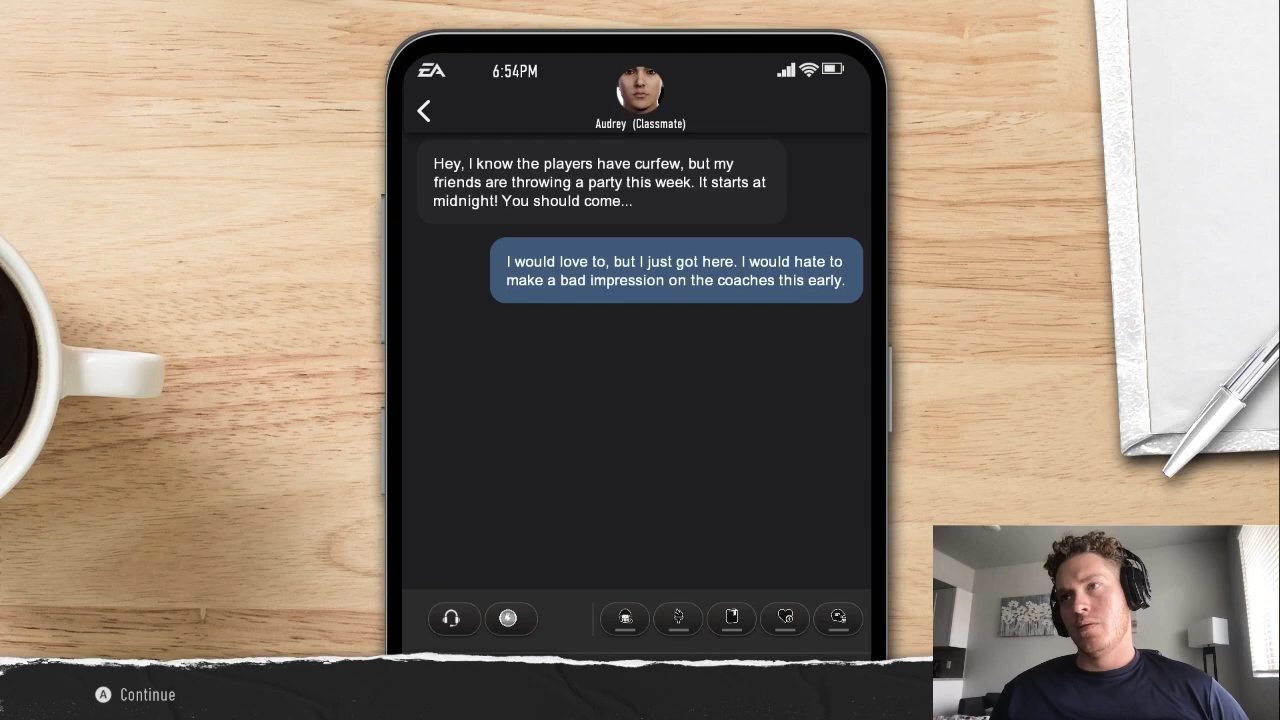 EA
6:54PM
Audrey (Classmate)
Hey, I know the players have curfew, but my
friends are throwing a party this week. It starts at
midnight! You should come...
I would love to, but I just got here. I would hate to
make a bad impression on the coaches this early.
A Continue